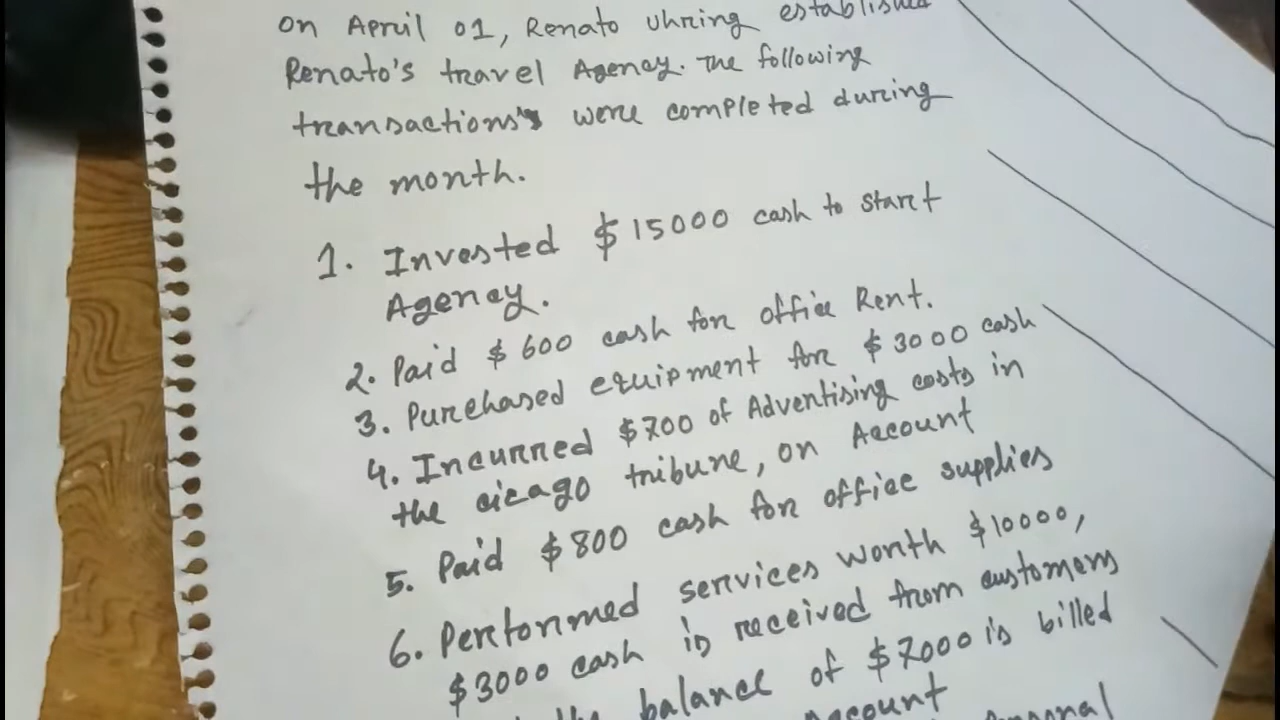 on April 01, Renato Uhring established
Renato's travel Agency. The following
transactions were completed during
the month.
1. Invested $15000 cash to start
Agency.
2. Paid $600 cash for office Rent.
3. Purchased equipment for $3000 cash
4. Incurred $700 of Advertising costs in
the cicago tribune, on Account
5. Paid $800 cash for office supplies
6. Performed services worth $10000,
$3000 cash is received from customers
the balance of $7000 is billed
Account